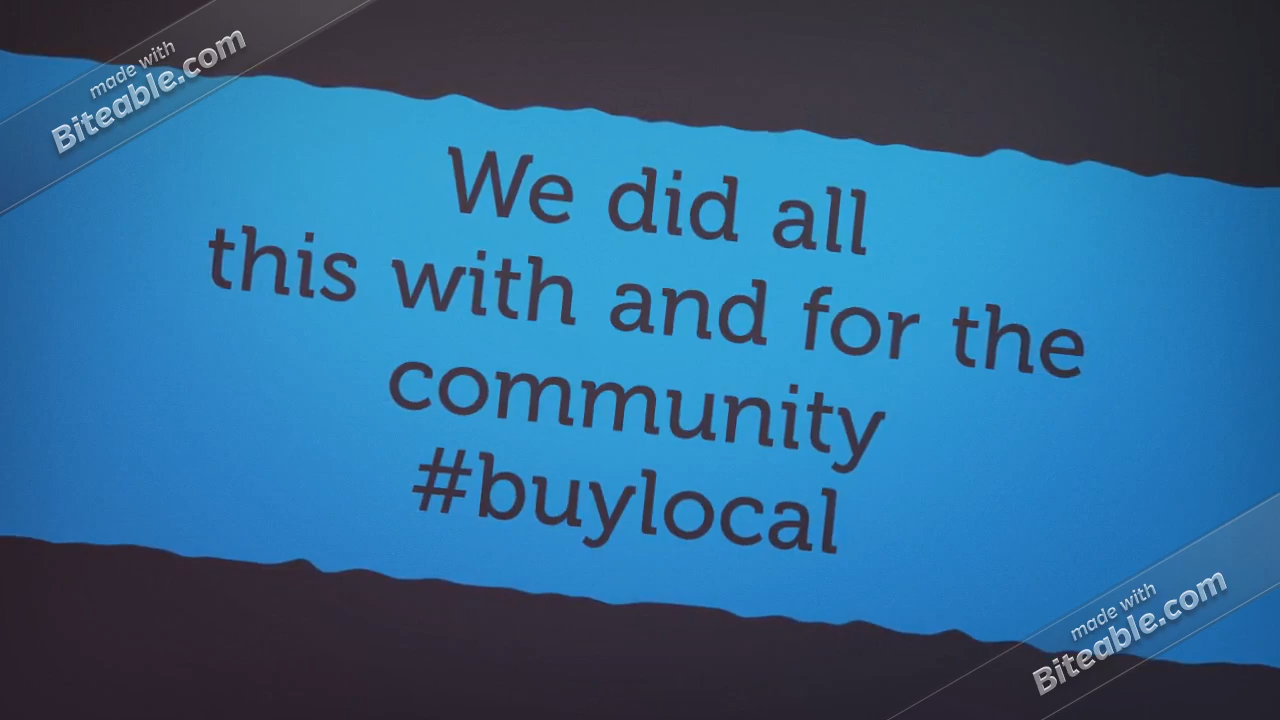 made with
Biteable.com
We did all
this with and for the
community
#buylocal
made with
Biteable.com